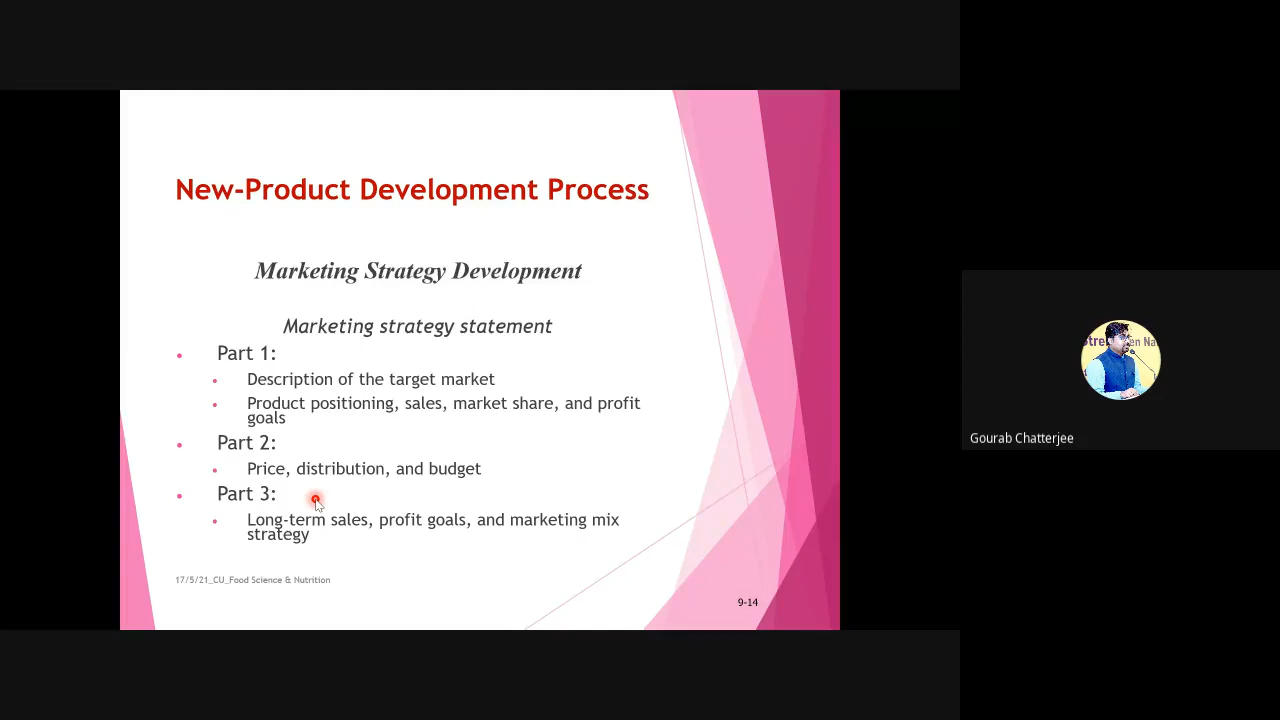 New-Product Development Process
Marketing Strategy Development
Marketing strategy statement
• Part 1:
• Description of the target market
• Product positioning, sales, market share, and profit
goals
• Part 2:
• Price, distribution, and budget
• Part 3:
• Long-term sales, profit goals, and marketing mix
strategy
17/5/21_CU_Food Science & Nutrition
9-14
Gourab Chatterjee